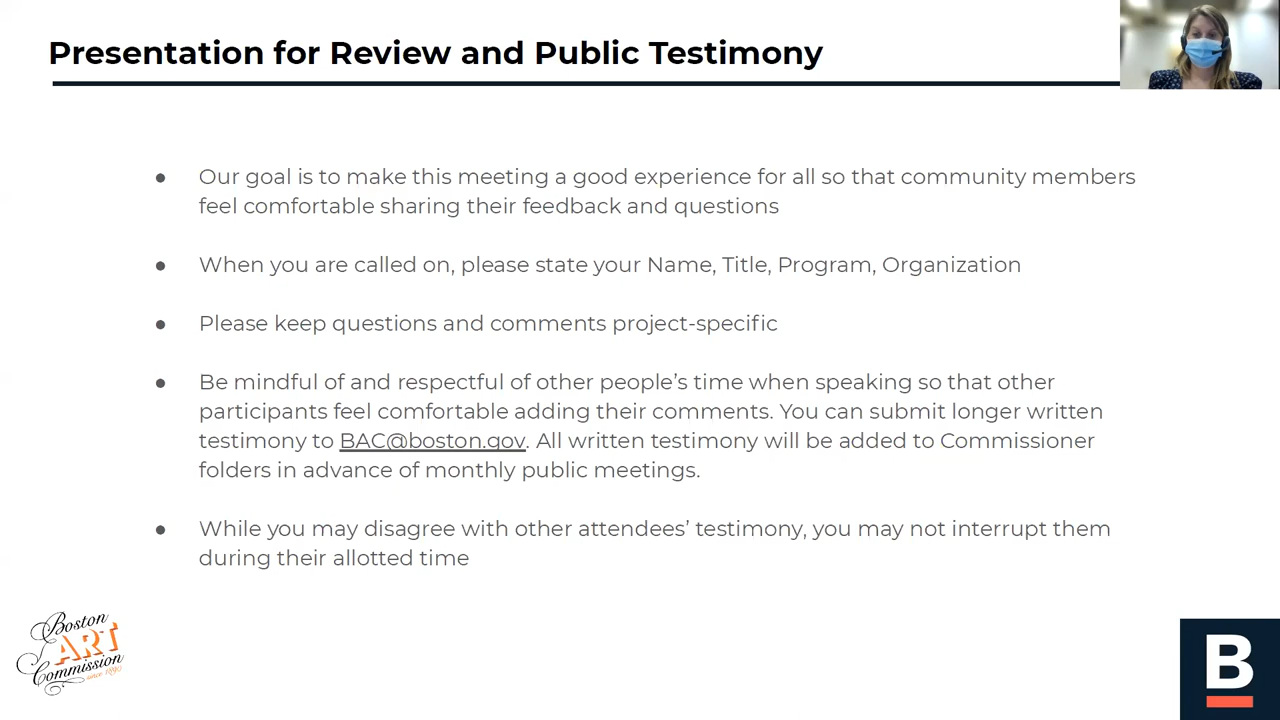 Presentation for Review and Public Testimony
● Our goal is to make this meeting a good experience for all so that community members
feel comfortable sharing their feedback and questions
● When you are called on, please state your Name, Title, Program, Organization
● Please keep questions and comments project-specific
● Be mindful of and respectful of other people’s time when speaking so that other
participants feel comfortable adding their comments. You can submit longer written
testimony to BAC@boston.gov. All written testimony will be added to Commissioner
folders in advance of monthly public meetings.
● While you may disagree with other attendees’ testimony, you may not interrupt them
during their allotted time
Boston
ART
Commission
since 1890
B